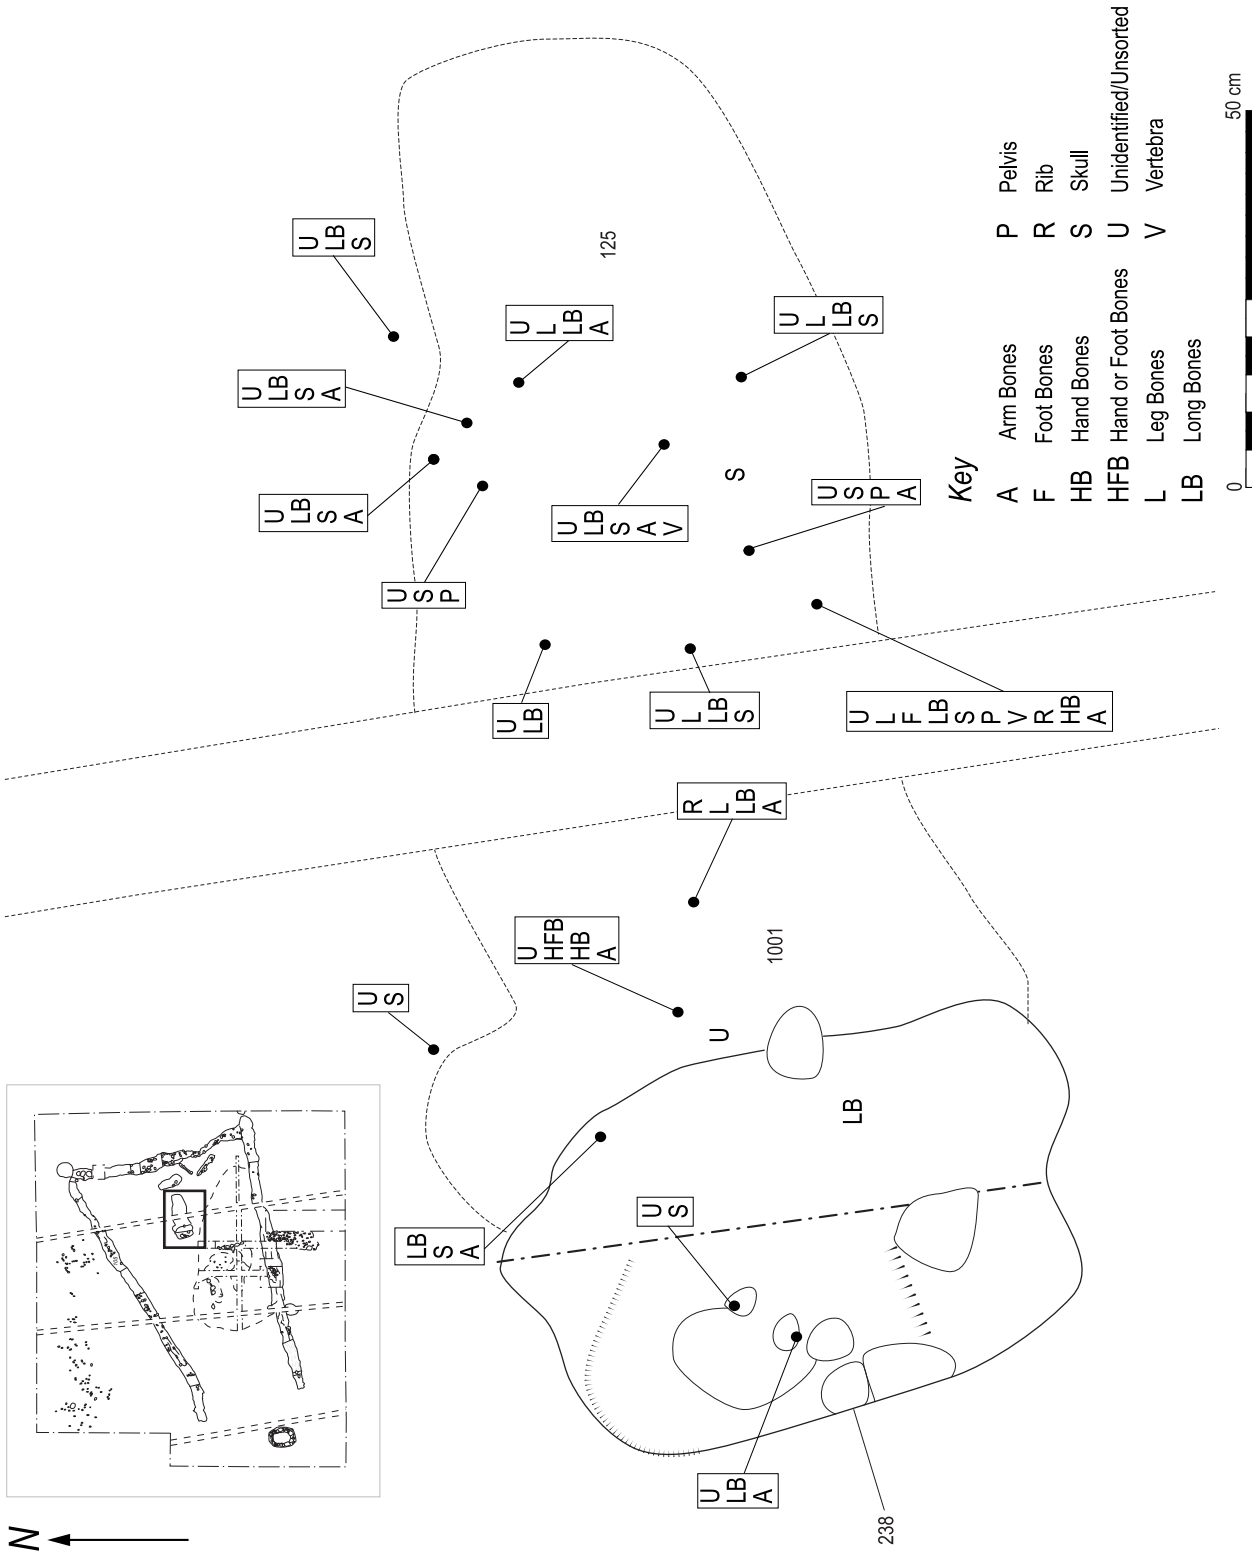 N
U
LB
S
U
LB
S
A
U
LB
S
A
U
S
P
U
L
LB
A
125
U
L
LB
S
U
LB
S
A
V
S
U
S
P
A
U
LB
U
L
LB
S
U
L
F
LB
S
P
V
R
HB
A
R
L
LB
A
U
HFB
HB
A
1001
U
S
U
LB
LB
S
A
U
S
U
LB
A
238
Key
A Arm Bones
F Foot Bones
HB Hand Bones
HFB Hand or Foot Bones
L Leg Bones
LB Long Bones
P Pelvis
R Rib
S Skull
U Unidentified/Unsorted
V Vertebra
0 50 cm